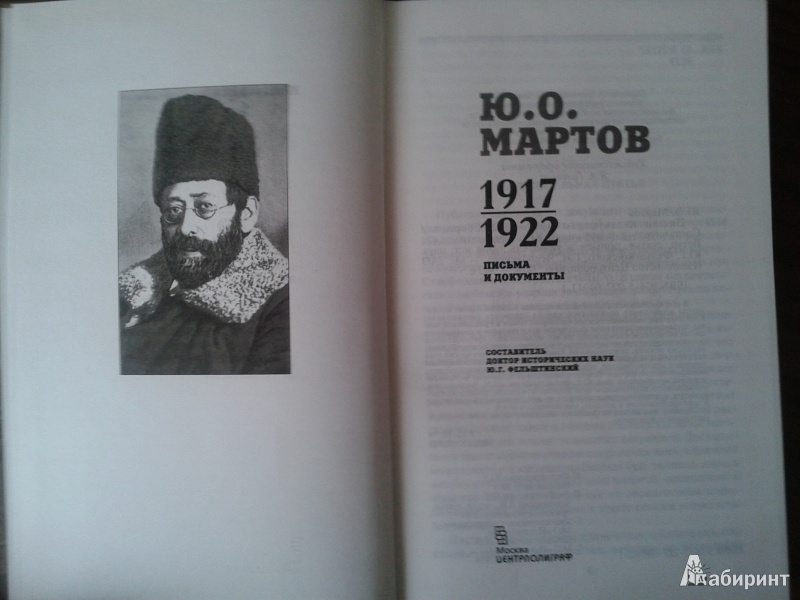 Ю.О.
МАРТОВ
1917
1922
ПИСЬМА
И ДОКУМЕНТЫ
СОСТАВИТЕЛЬ
ДОКТОР ИСТОРИЧЕСКИХ НАУК
Ю.Г. ФЕЛЬШТИНСКИЙ
Москва
ЦЕНТРПОЛИГРАФ
Лабиринт